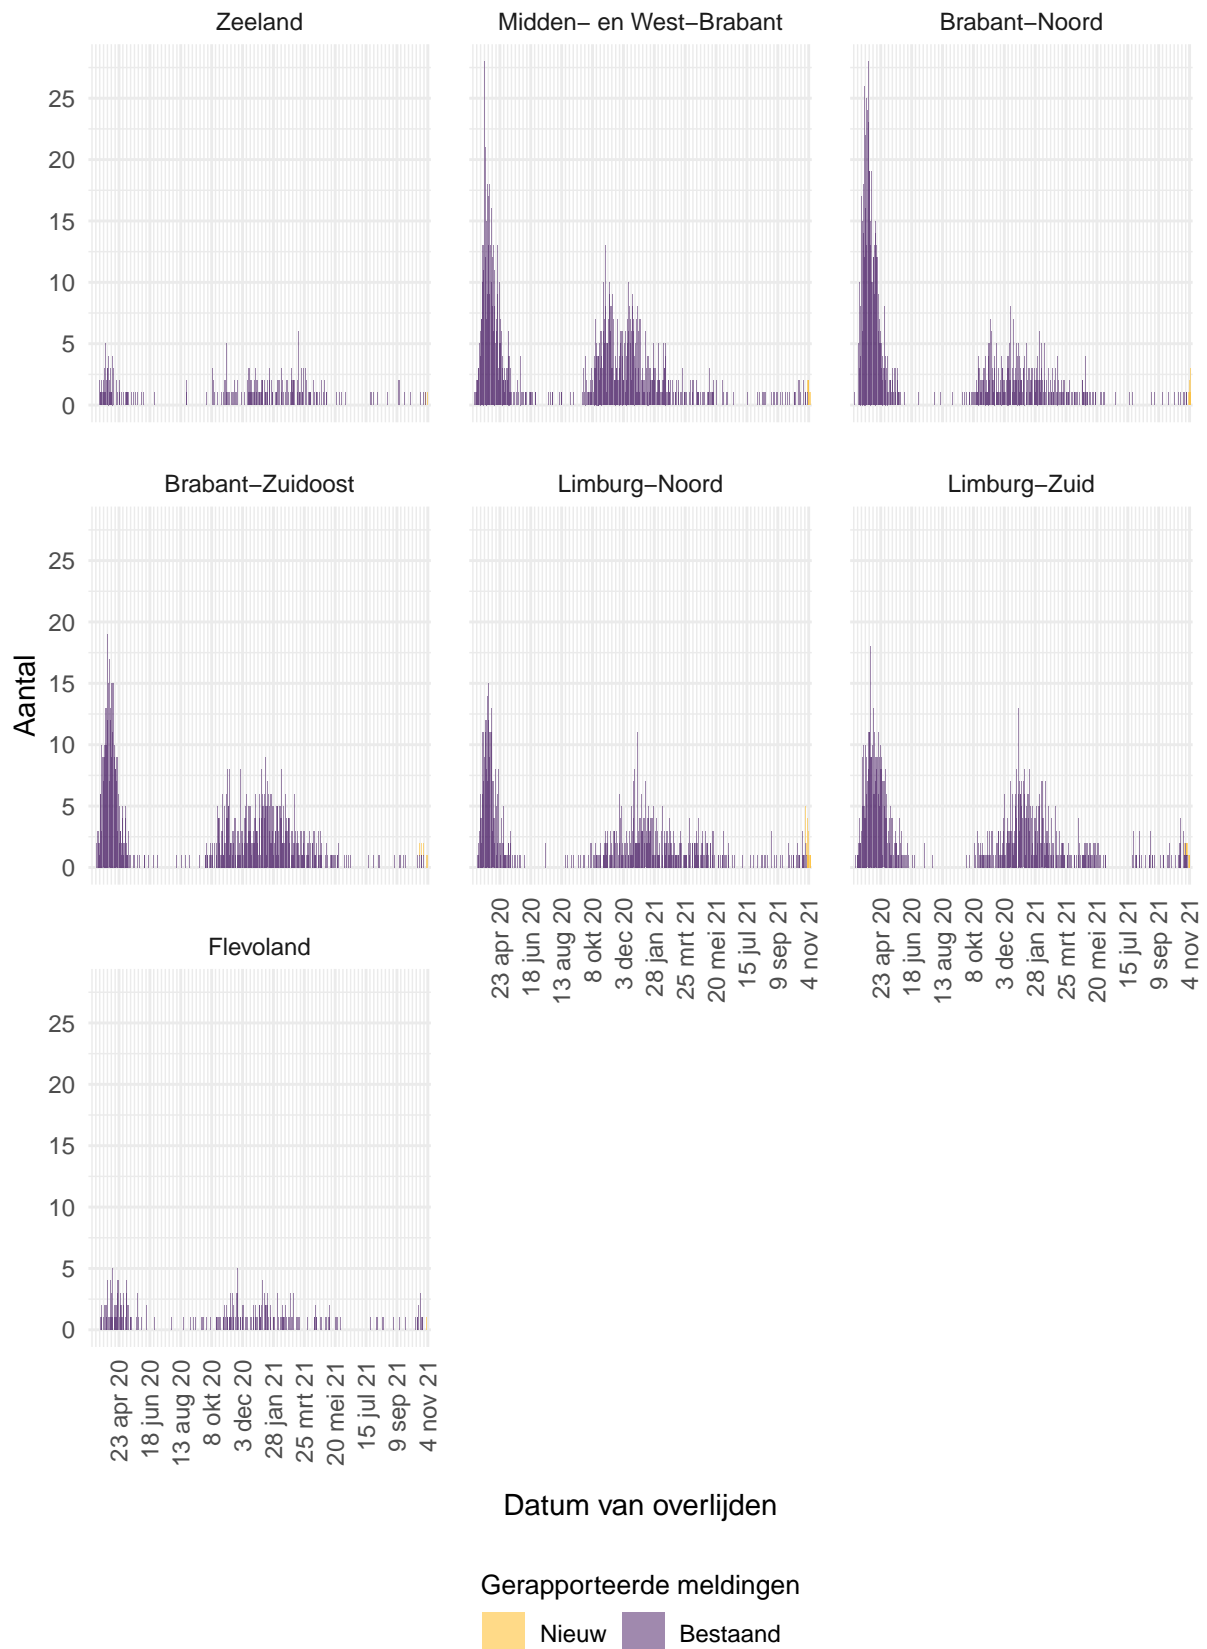 Zeeland
Midden− en West−Brabant
Brabant−Noord
25
20
15
10
5
0
Brabant−Zuidoost
Limburg−Noord
Limburg−Zuid
25
20
15
10
5
0
23 apr 20
18 jun 20
13 aug 20
8 okt 20
3 dec 20
28 jan 21
25 mrt 21
20 mei 21
15 jul 21
9 sep 21
4 nov 21
23 apr 20
18 jun 20
13 aug 20
8 okt 20
3 dec 20
28 jan 21
25 mrt 21
20 mei 21
15 jul 21
9 sep 21
4 nov 21
Flevoland
25
20
15
10
5
0
23 apr 20
18 jun 20
13 aug 20
8 okt 20
3 dec 20
28 jan 21
25 mrt 21
20 mei 21
15 jul 21
9 sep 21
4 nov 21
Aantal
Datum van overlijden
Gerapporteerde meldingen
Nieuw
Bestaand